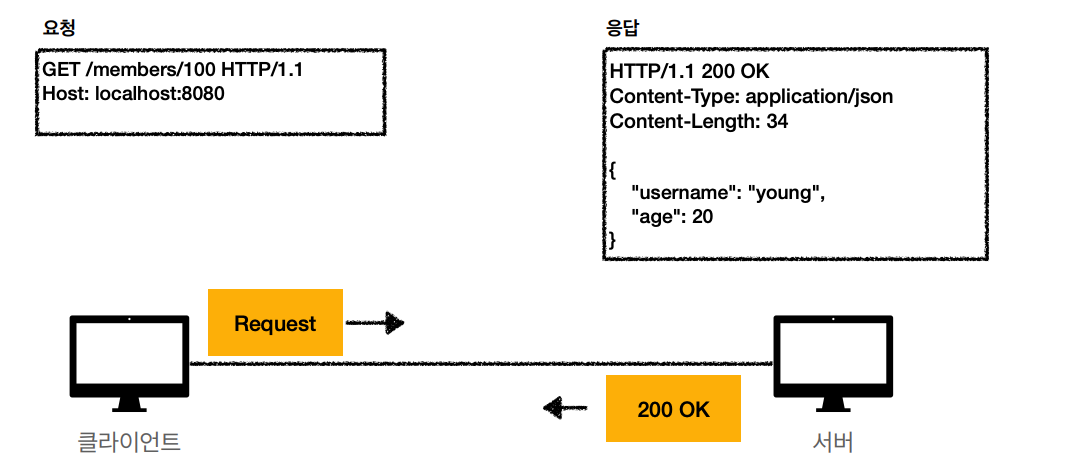 요청
GET /members/100 HTTP/1.1
Host: localhost:8080
응답
HTTP/1.1 200 OK
Content-Type: application/json
Content-Length: 34
{
"username": "young",
"age": 20
}
Request
200 OK
클라이언트
서버